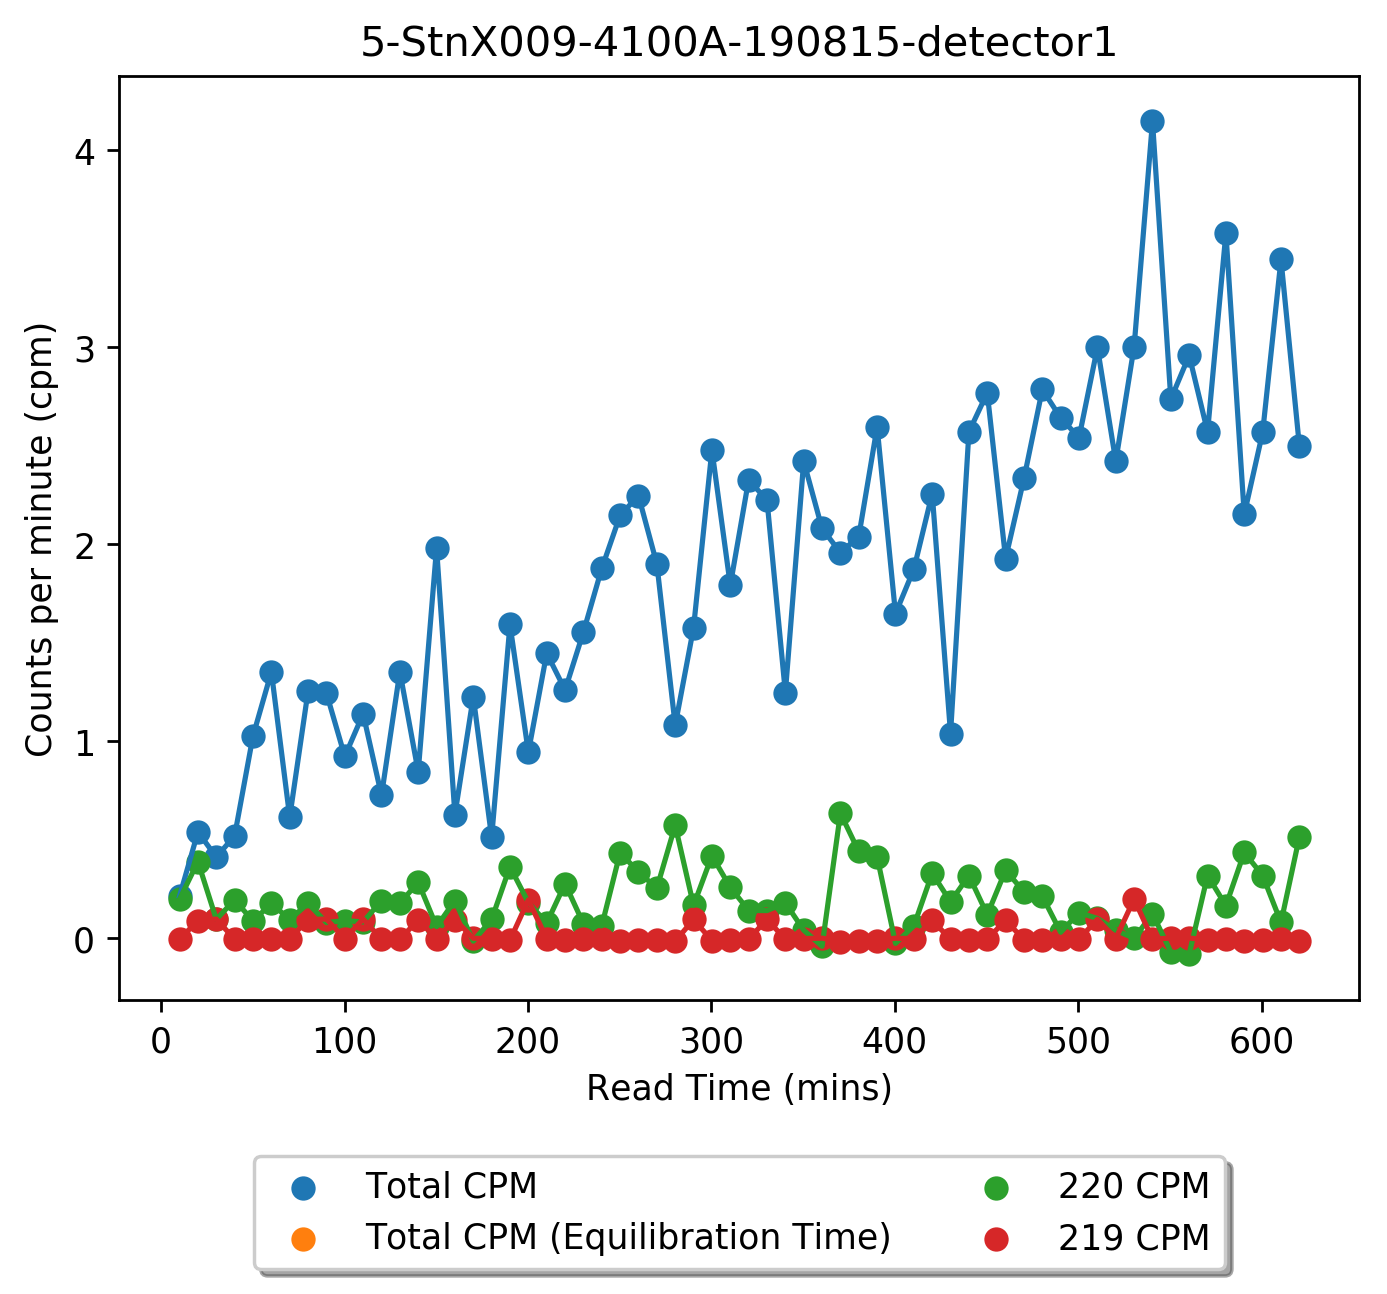 5-StnX009-4100A-190815-detector1
Counts per minute (cpm)
4
3
2
1
0
0 100 200 300 400 500 600
Read Time (mins)
Total CPM
Total CPM (Equilibration Time)
220 CPM
219 CPM